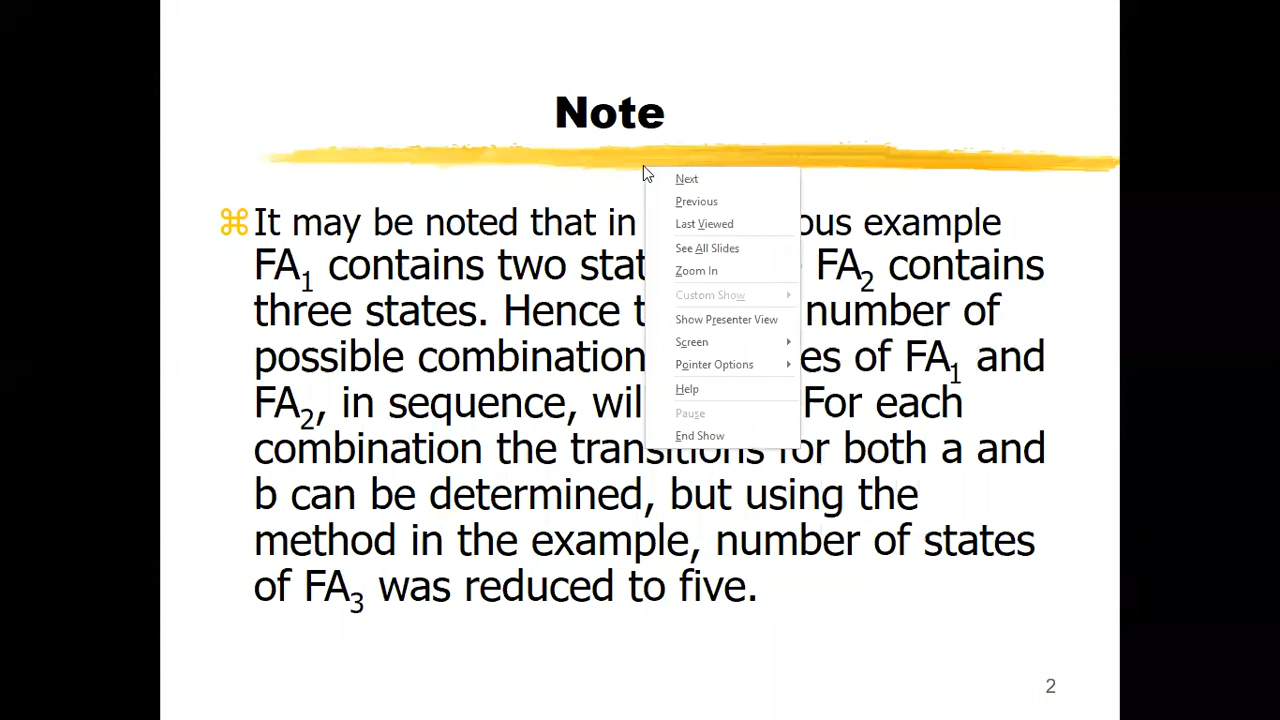 Note
It may be noted that in ous example
FA1 contains two stat FA2 contains
three states. Hence t number of
possible combination es of FA1 and
FA2, in sequence, wil For each
combination the transitions for both a and
b can be determined, but using the
method in the example, number of states
of FA3 was reduced to five.
Next
Previous
Last Viewed
See All Slides
Zoom In
Custom Show
Show Presenter View
Screen
Pointer Options
Help
Pause
End Show
2